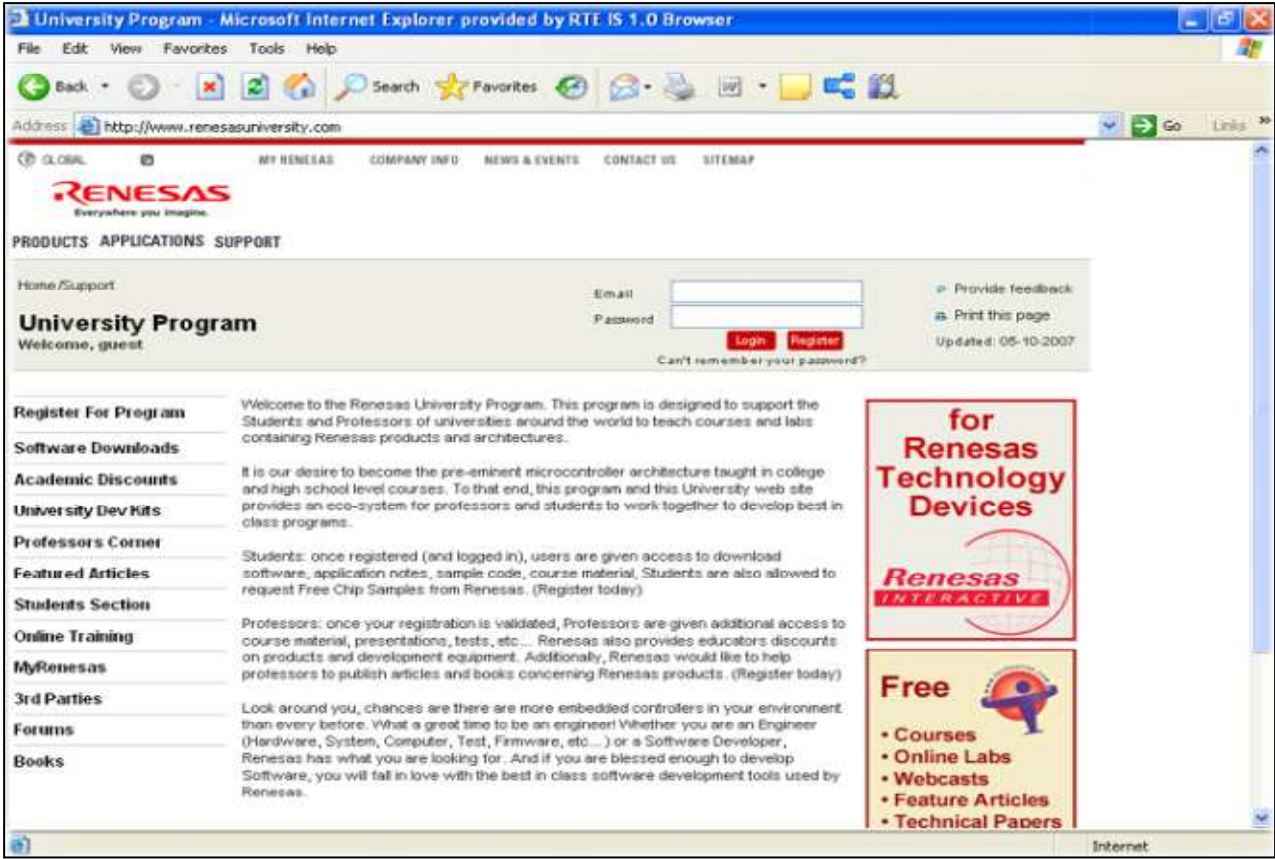 University Program - Microsoft Internet Explorer provided by RTE IS 1.0 Browser
File Edit View Favorites Tools Help
Back Search Favorites
Address http://www.renesasuniversity.com Go Links »
GLOBAL MY RENESAS COMPANY INFO NEWS & EVENTS CONTACT US SITEMAP
RENESAS
Everywhere you imagine.
PRODUCTS APPLICATIONS SUPPORT
Home/Support
University Program
Welcome, guest
Email
Password
Login Register
Can't remember your password?
Provide feedback
Print this page
Updated: 05-10-2007
Register For Program
Software Downloads
Academic Discounts
University Dev Kits
Professors Corner
Featured Articles
Students Section
Online Training
MyRenesas
3rd Parties
Forums
Books
Welcome to the Renesas University Program. This program is designed to support the
Students and Professors of universities around the world to teach courses and labs
containing Renesas products and architectures.
It is our desire to become the pre-eminent microcontroller architecture taught in college
and high school level courses. To that end, this program and this University web site
provides an eco-system for professors and students to work together to develop best in
class programs.
Students: once registered (and logged in), users are given access to download
software, application notes, sample code, course material, Students are also allowed to
request Free Chip Samples from Renesas. (Register today)
Professors: once your registration is validated, Professors are given additional access to
course material, presentations, tests, etc... Renesas also provides educators discounts
on products and development equipment. Additionally, Renesas would like to help
professors to publish articles and books concerning Renesas products. (Register today)
Look around you, chances are there are more embedded controllers in your environment
than every before. What a great time to be an engineer! Whether you are an Engineer
(Hardware, System, Computer, Test, Firmware, etc...) or a Software Developer,
Renesas has what you are looking for. And if you are blessed enough to develop
Software, you will fall in love with the best in class software development tools used by
Renesas.
for
Renesas
Technology
Devices
Renesas
INTERACTIVE
Free
• Courses
• Online Labs
• Webcasts
• Feature Articles
• Technical Papers
Internet